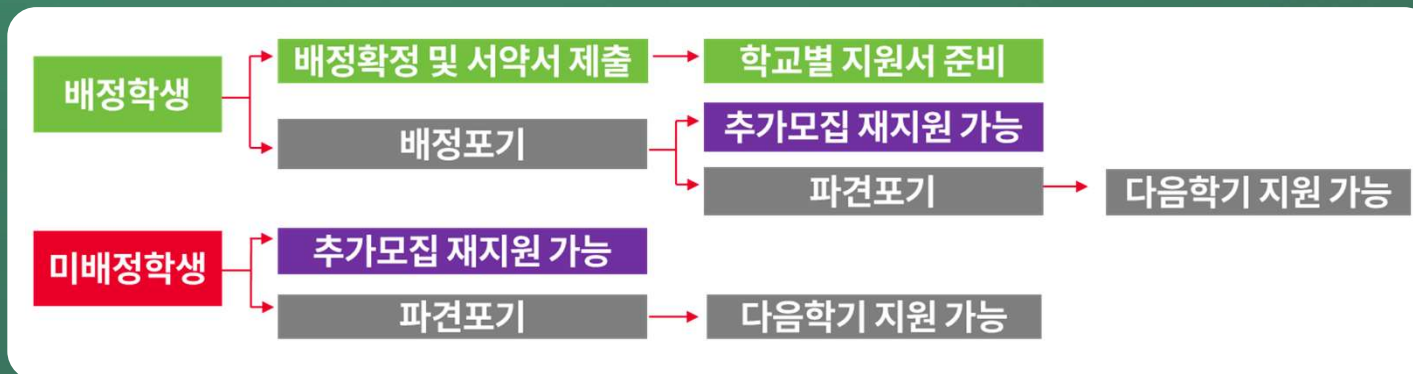 배정학생
배정확정 및 서약서 제출
학교별 지원서 준비
배정포기
추가모집 재지원 가능
파견포기
다음학기 지원 가능
미배정학생
추가모집 재지원 가능
파견포기
다음학기 지원 가능